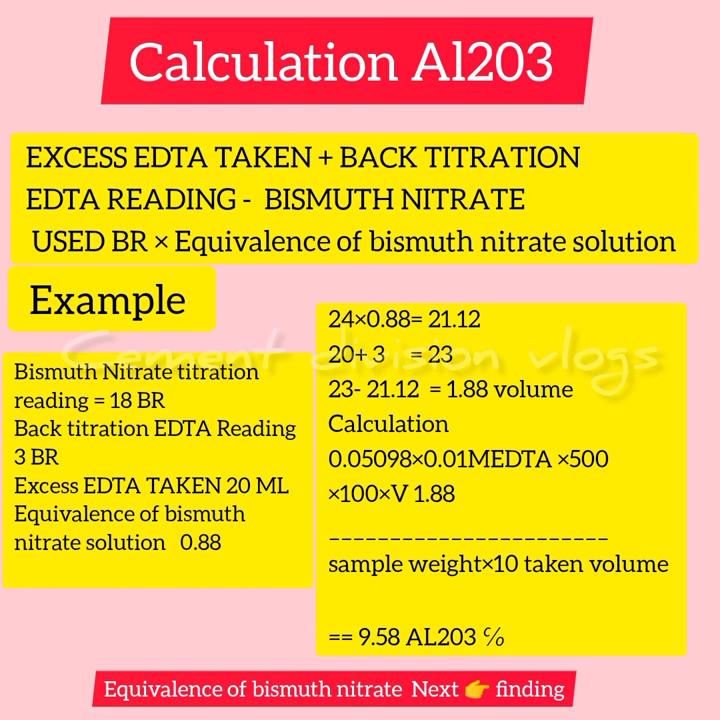 Calculation Al203
EXCESS EDTA TAKEN + BACK TITRATION
EDTA READING - BISMUTH NITRATE
USED BR × Equivalence of bismuth nitrate solution
Example
Cement division vlogs
Bismuth Nitrate titration
reading = 18 BR
Back titration EDTA Reading
3 BR
Excess EDTA TAKEN 20 ML
Equivalence of bismuth
nitrate solution 0.88
24×0.88= 21.12
20+ 3 = 23
23- 21.12 = 1.88 volume
Calculation
0.05098×0.01MEDTA ×500
×100×V 1.88
_______________________
sample weight×10 taken volume
== 9.58 AL203 ℅
Equivalence of bismuth nitrate Next 👉 finding